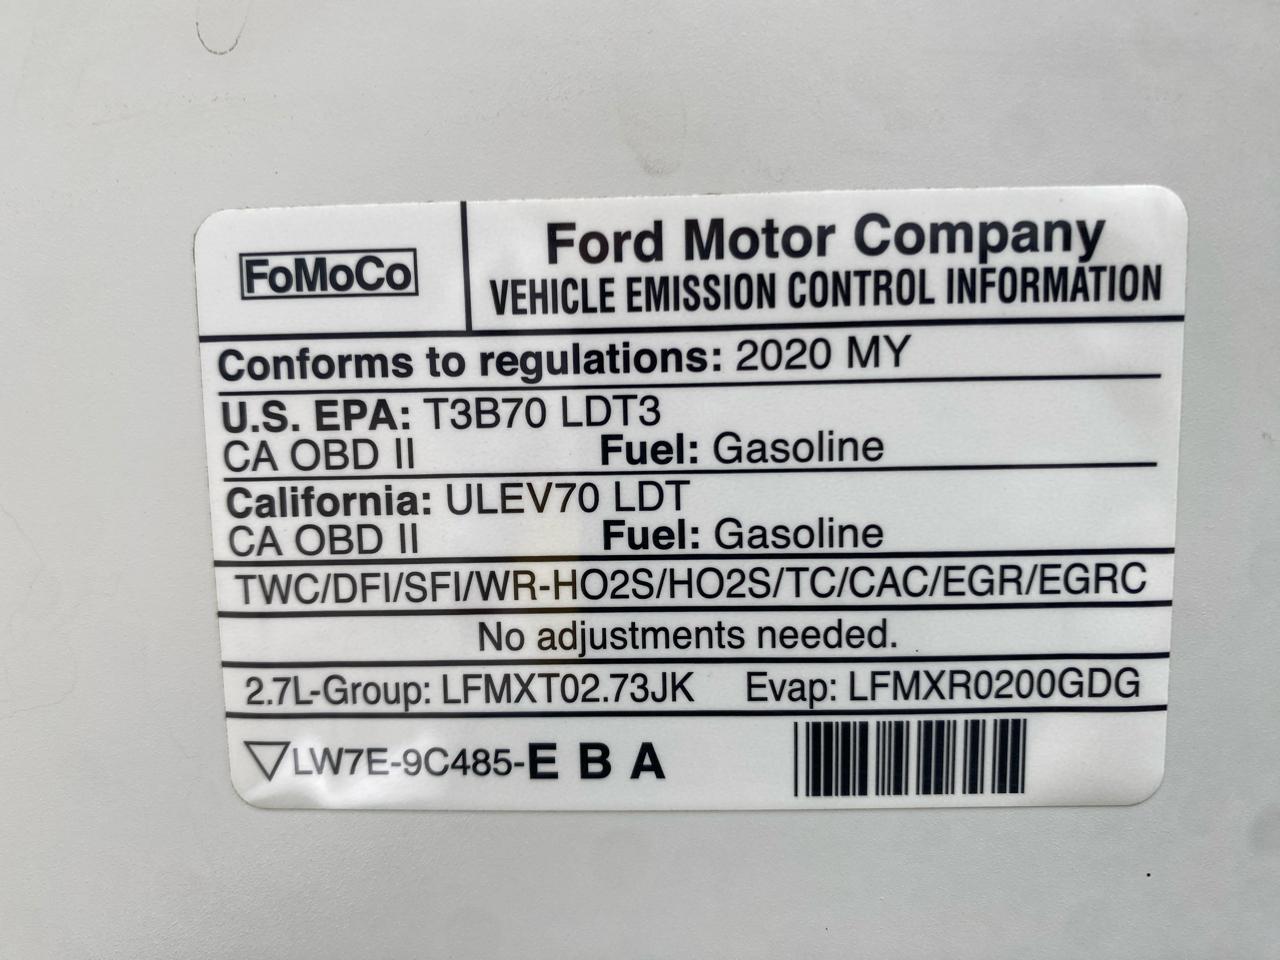 FoMoCo
Ford Motor Company
VEHICLE EMISSION CONTROL INFORMATION
Conforms to regulations: 2020 MY
U.S. EPA: T3B70 LDT3
CA OBD II Fuel: Gasoline
California: ULEV70 LDT
CA OBD II Fuel: Gasoline
TWC/DFI/SFI/WR-HO2S/HO2S/TC/CAC/EGR/EGRC
No adjustments needed.
2.7L-Group: LFMXT02.73JK Evap: LFMXR0200GDG
LW7E-9C485-E B A